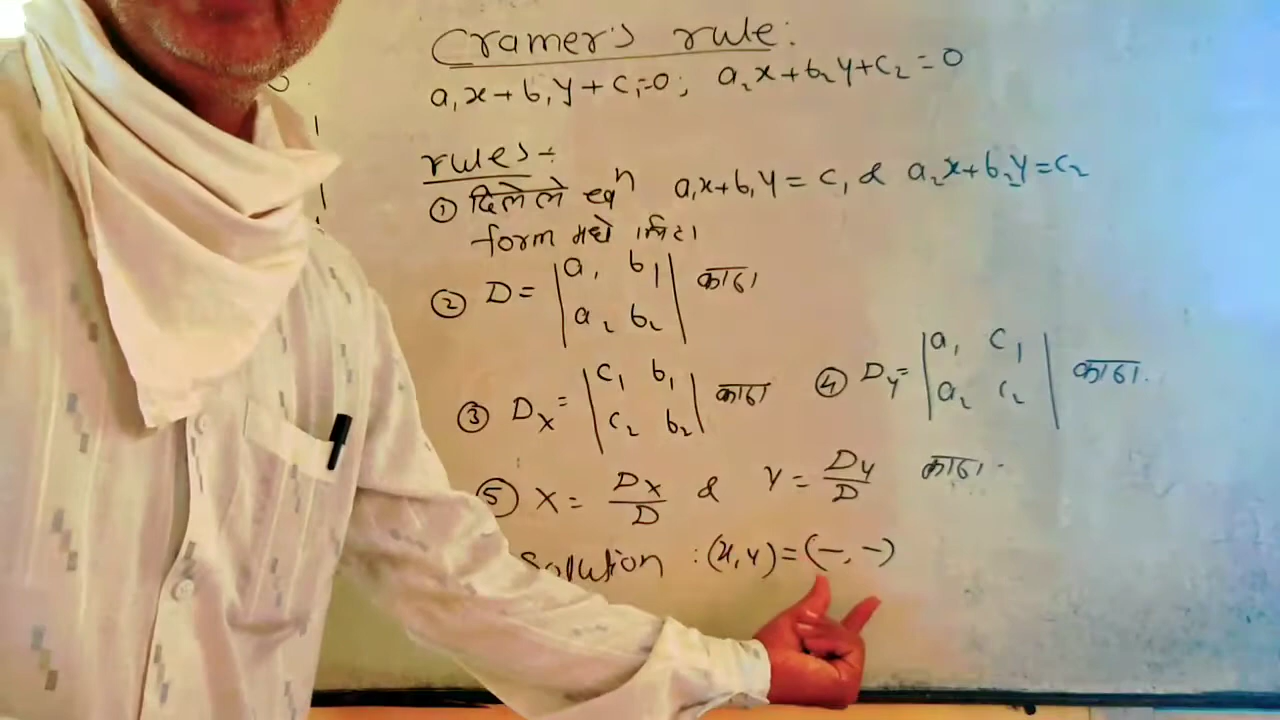 Cramer's rule:
a₁x + b₁y + c₁=0; a₂x + b₂y + c₂ = 0
rules :-
① दिलेले eqⁿ a₁x + b₁y = c₁ & a₂x + b₂y = c₂
form मधे लिहा
② D = | a₁ b₁ | काढा
| a₂ b₂ |
③ Dx = | c₁ b₁ | काढा
| c₂ b₂ |
④ Dy = | a₁ c₁ | काढा.
| a₂ c₂ |
⑤ x = Dx/D & y = Dy/D काढा.
Solution : (x, y) = (–, –)